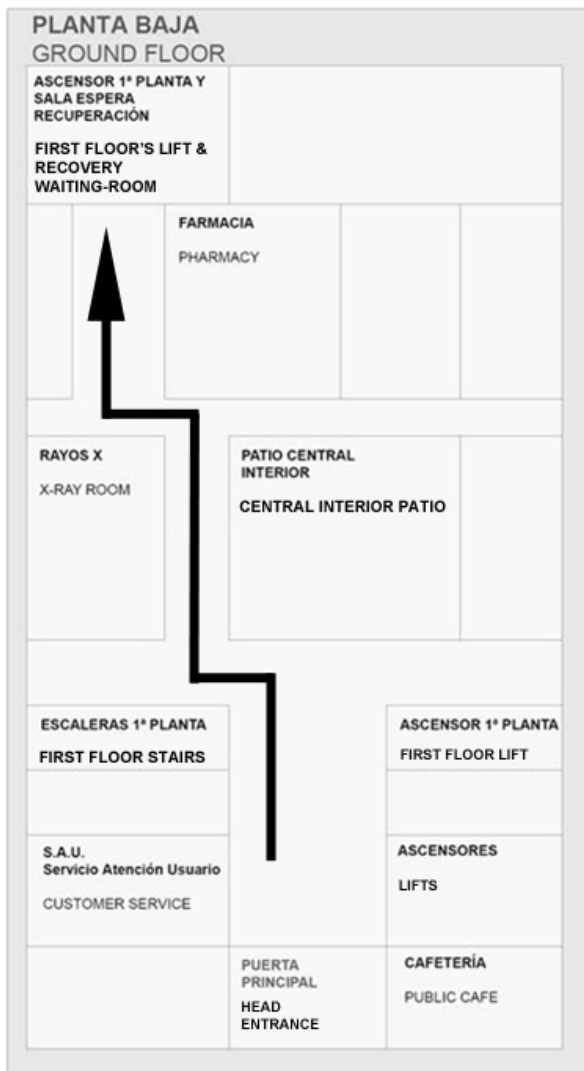 PLANTA BAJA
GROUND FLOOR
ASCENSOR 1ª PLANTA Y
SALA ESPERA
RECUPERACIÓN
FIRST FLOOR'S LIFT &
RECOVERY
WAITING-ROOM
FARMACIA
PHARMACY
RAYOS X
X-RAY ROOM
PATIO CENTRAL
INTERIOR
CENTRAL INTERIOR PATIO
ESCALERAS 1ª PLANTA
FIRST FLOOR STAIRS
ASCENSOR 1ª PLANTA
FIRST FLOOR LIFT
S.A.U.
Servicio Atención Usuario
CUSTOMER SERVICE
ASCENSORES
LIFTS
PUERTA
PRINCIPAL
HEAD
ENTRANCE
CAFETERÍA
PUBLIC CAFE